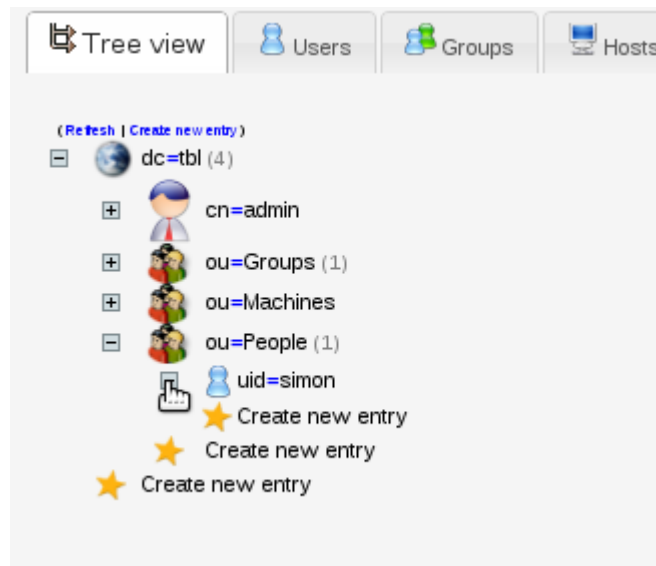 Tree view Users Groups Hosts
( Refresh | Create new entry )
dc=tbl (4)
cn=admin
ou=Groups (1)
ou=Machines
ou=People (1)
uid=simon
Create new entry
Create new entry
Create new entry